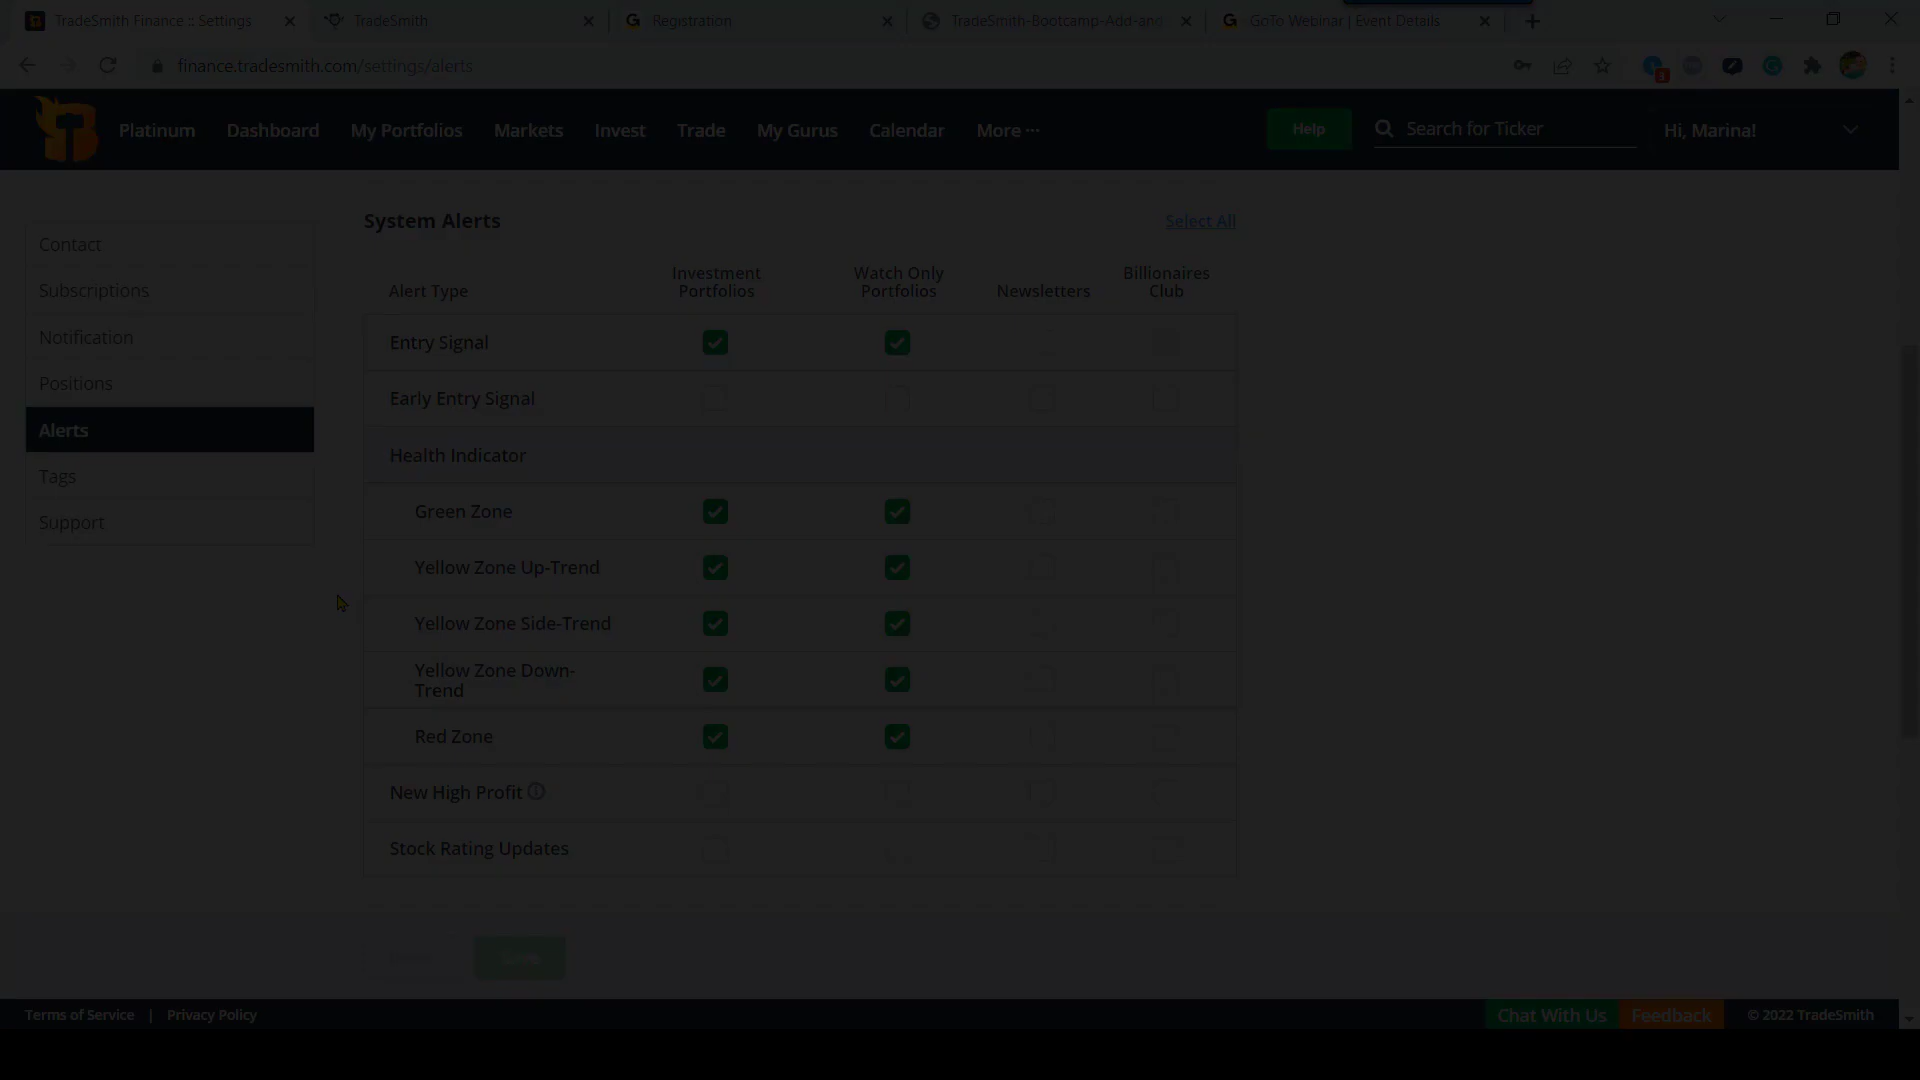 TradeSmith Finance :: Settings
TradeSmith
Registration
TradeSmith-Bootcamp-Add-and
GoTo Webinar | Event Details
finance.tradesmith.com/settings/alerts
3
Platinum
Dashboard
My Portfolios
Markets
Invest
Trade
My Gurus
Calendar
More ···
Help
Search for Ticker
Hi, Marina!
Contact
Subscriptions
Notification
Positions
Alerts
Tags
Support
System Alerts
Select All
Alert Type
Investment
Portfolios
Watch Only
Portfolios
Newsletters
Billionaires
Club
Entry Signal
Early Entry Signal
Health Indicator
Green Zone
Yellow Zone Up-Trend
Yellow Zone Side-Trend
Yellow Zone Down-
Trend
Red Zone
New High Profit
Stock Rating Updates
Terms of Service | Privacy Policy
Chat With Us
Feedback
© 2022 TradeSmith